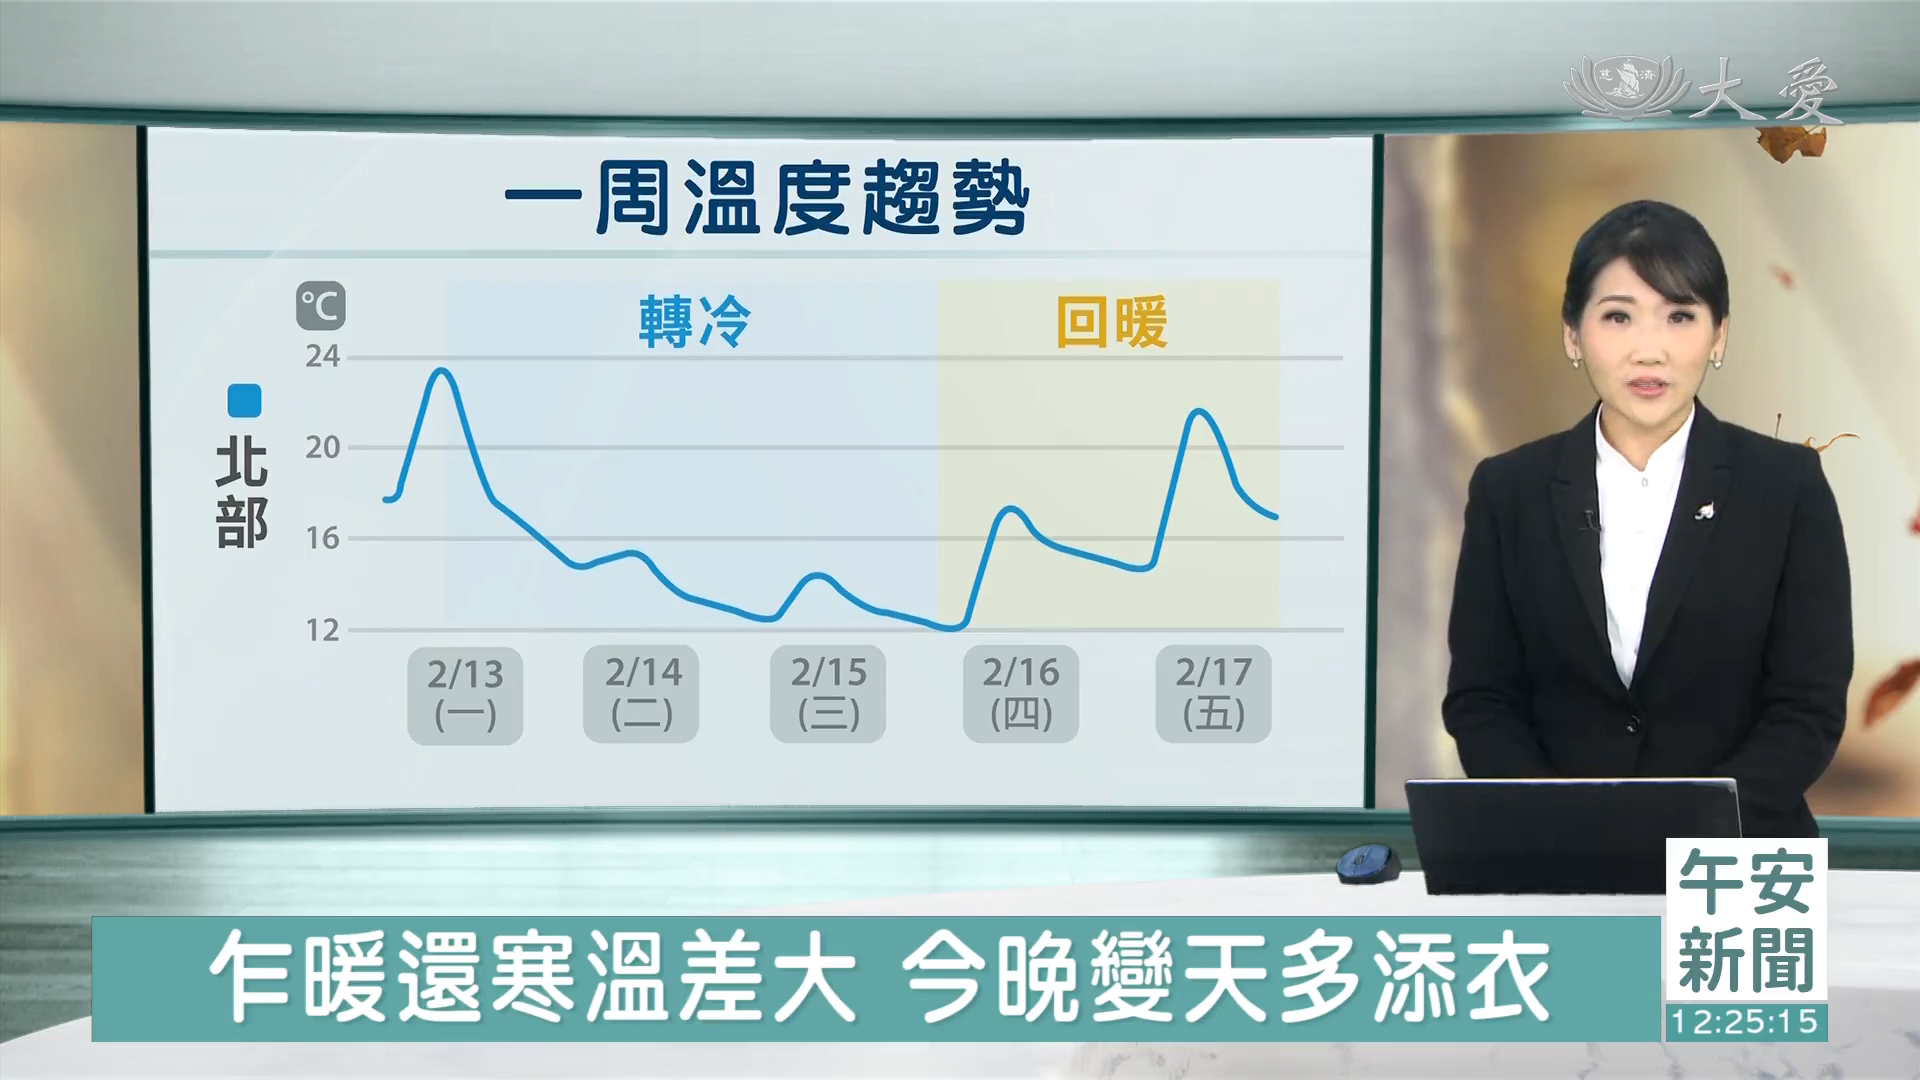 慈濟 大愛
一周溫度趨勢
℃
轉冷
回暖
24
20
16
12
北部
2/13
(一)
2/14
(二)
2/15
(三)
2/16
(四)
2/17
(五)
乍暖還寒溫差大 今晚變天多添衣
午安
新聞
12:25:15